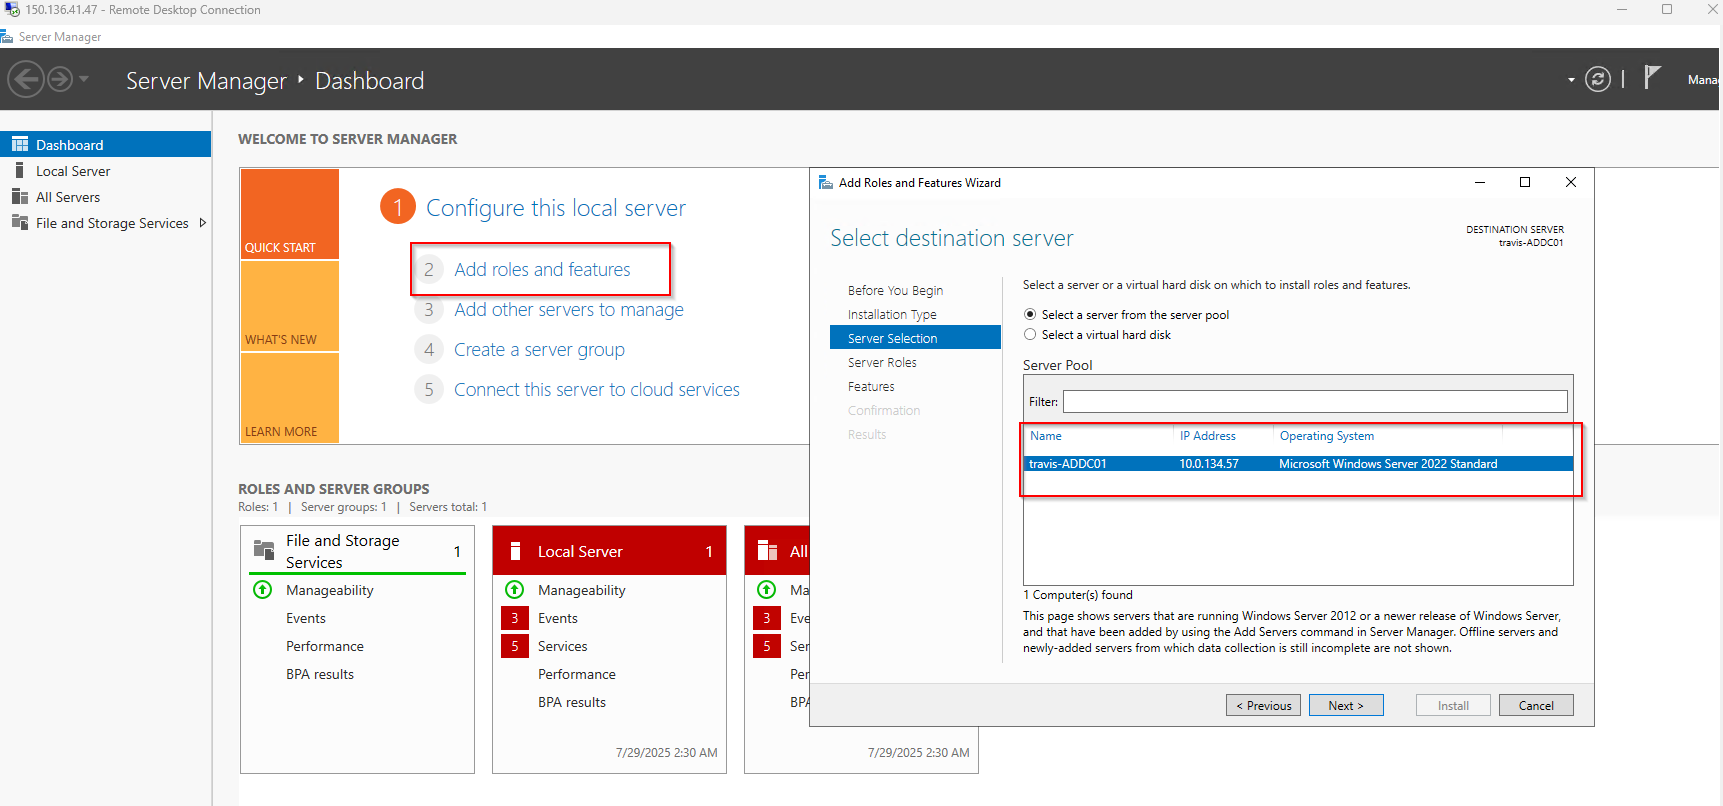 150.136.41.47 - Remote Desktop Connection
Server Manager
Server Manager ‣ Dashboard
Dashboard
Local Server
All Servers
File and Storage Services
WELCOME TO SERVER MANAGER
QUICK START
WHAT'S NEW
LEARN MORE
1 Configure this local server
2 Add roles and features
3 Add other servers to manage
4 Create a server group
5 Connect this server to cloud services
ROLES AND SERVER GROUPS
Roles: 1 | Server groups: 1 | Servers total: 1
File and Storage Services 1
Manageability
Events
Performance
BPA results
Local Server 1
Manageability
3 Events
5 Services
Performance
BPA results
7/29/2025 2:30 AM
All
3
5
7/29/2025 2:30 AM
Add Roles and Features Wizard
Select destination server
DESTINATION SERVER
travis-ADDC01
Before You Begin
Installation Type
Server Selection
Server Roles
Features
Confirmation
Results
Select a server or a virtual hard disk on which to install roles and features.
Select a server from the server pool
Select a virtual hard disk
Server Pool
Filter:
Name IP Address Operating System
travis-ADDC01 10.0.134.57 Microsoft Windows Server 2022 Standard
1 Computer(s) found
This page shows servers that are running Windows Server 2012 or a newer release of Windows Server,
and that have been added by using the Add Servers command in Server Manager. Offline servers and
newly-added servers from which data collection is still incomplete are not shown.
< Previous
Next >
Install
Cancel